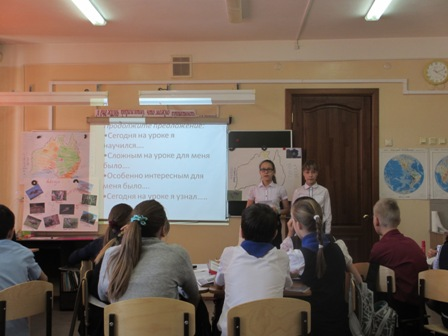 Продолжите предложение:
•Сегодня на уроке я
научился….
•Сложным на уроке для меня
было….
•Особенно интересным для
меня было….
•Сегодня на уроке я узнал…..